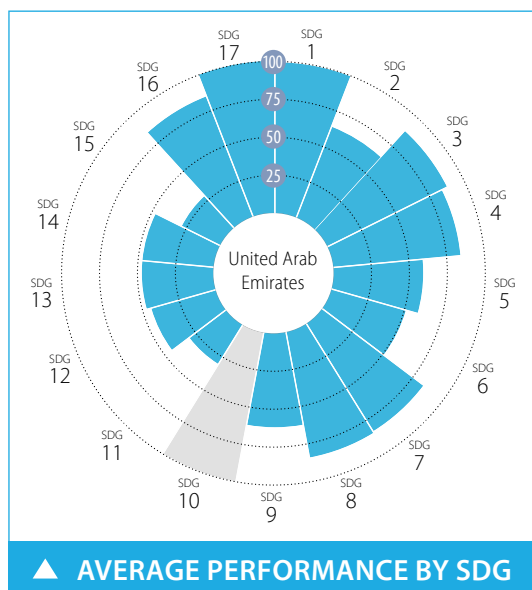 SDG
1
SDG
2
SDG
3
SDG
4
SDG
5
SDG
6
SDG
7
SDG
8
SDG
9
SDG
10
SDG
11
SDG
12
SDG
13
SDG
14
SDG
15
SDG
16
SDG
17
100
75
50
25
United Arab
Emirates
▲ AVERAGE PERFORMANCE BY SDG